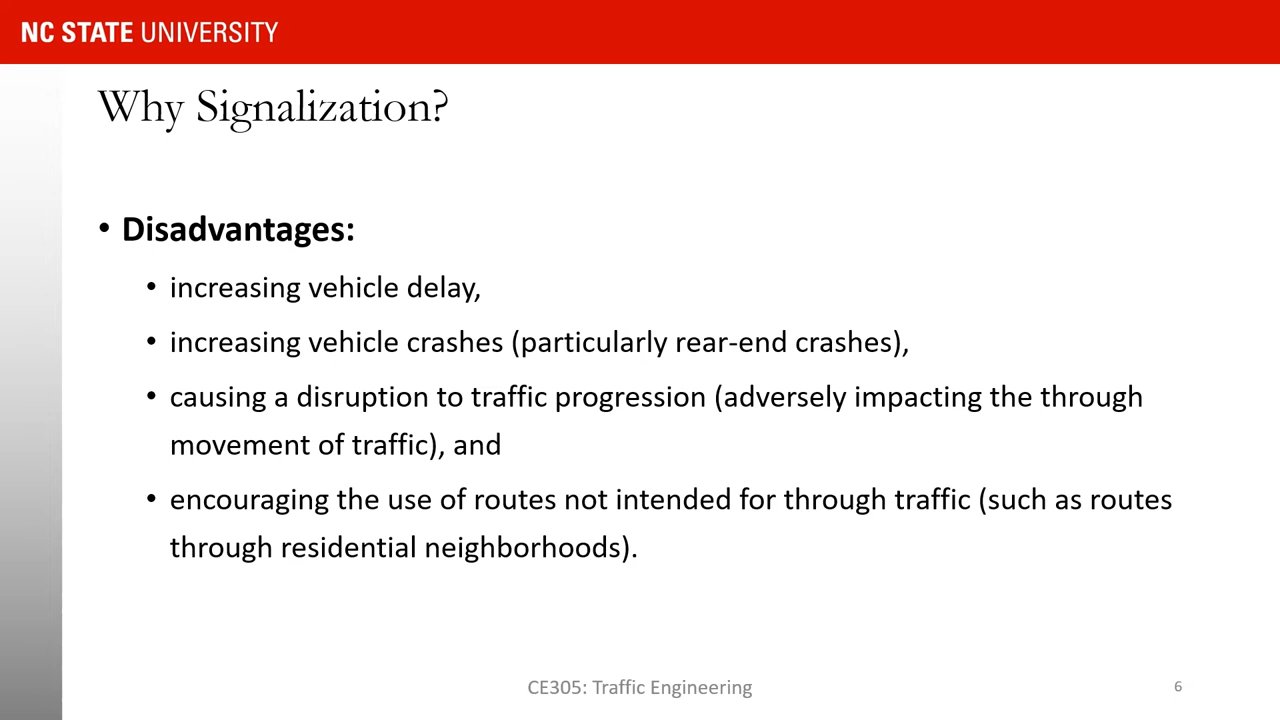 NC STATE UNIVERSITY
Why Signalization?
• Disadvantages:
• increasing vehicle delay,
• increasing vehicle crashes (particularly rear-end crashes),
• causing a disruption to traffic progression (adversely impacting the through
movement of traffic), and
• encouraging the use of routes not intended for through traffic (such as routes
through residential neighborhoods).
CE305: Traffic Engineering
6